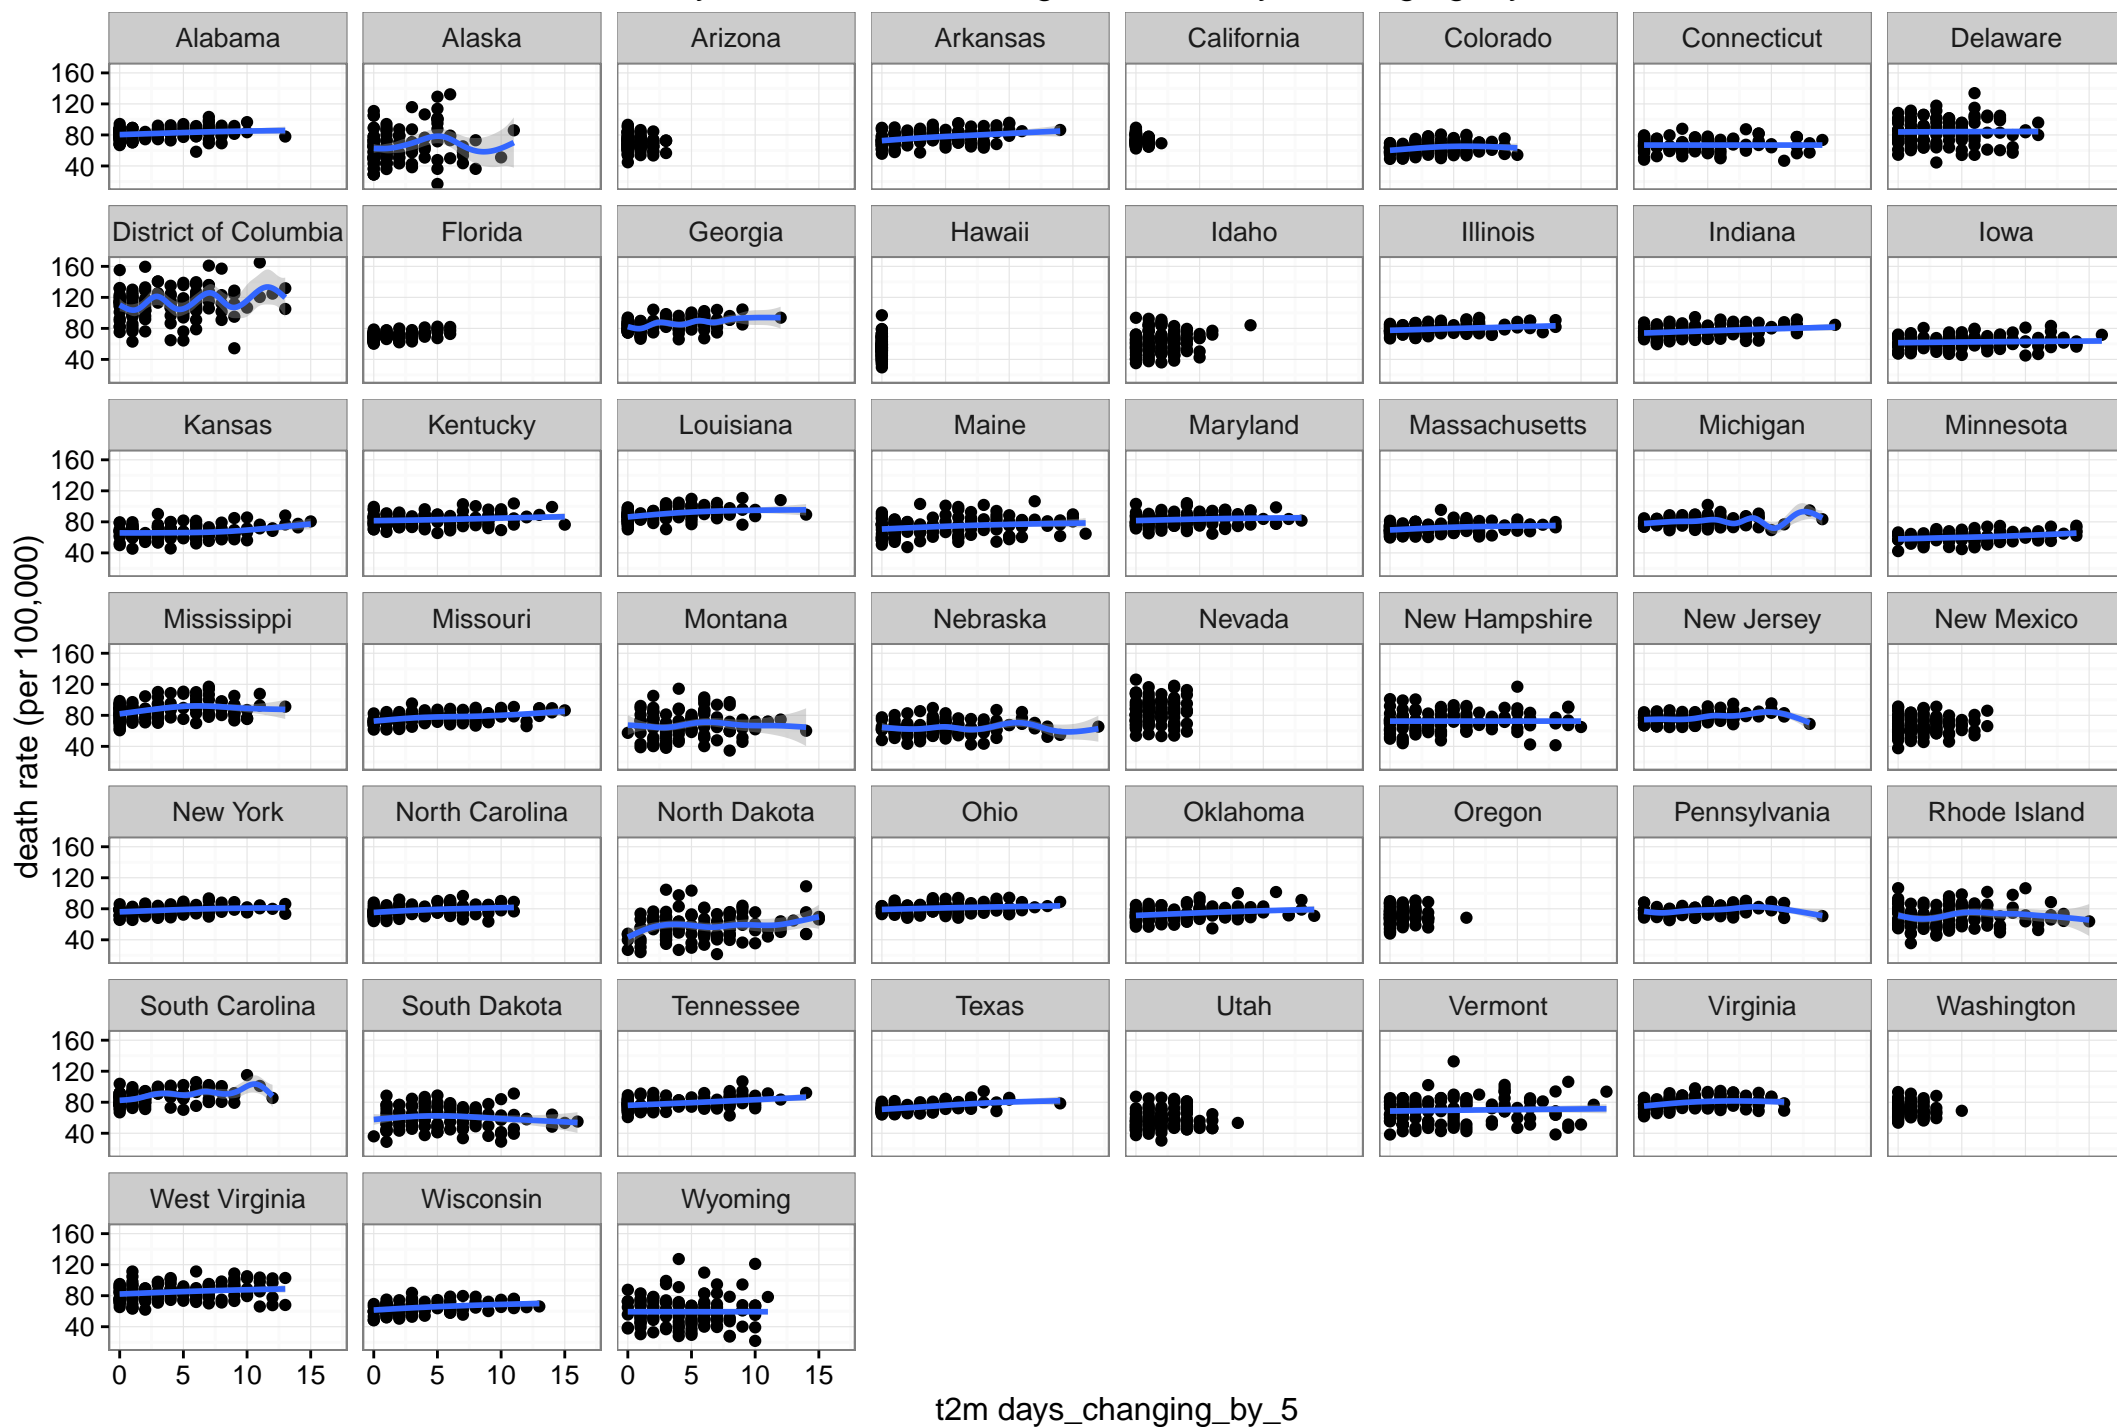 Alabama Alaska Arizona Arkansas California Colorado Connecticut Delaware
160
120
80
40
District of Columbia Florida Georgia Hawaii Idaho Illinois Indiana Iowa
160
120
80
40
Kansas Kentucky Louisiana Maine Maryland Massachusetts Michigan Minnesota
160
120
80
40
death rate (per 100,000)
Mississippi Missouri Montana Nebraska Nevada New Hampshire New Jersey New Mexico
160
120
80
40
New York North Carolina North Dakota Ohio Oklahoma Oregon Pennsylvania Rhode Island
160
120
80
40
South Carolina South Dakota Tennessee Texas Utah Vermont Virginia Washington
160
120
80
40
West Virginia Wisconsin Wyoming
160
120
80
40
0 5 10 15 0 5 10 15 0 5 10 15
t2m days_changing_by_5